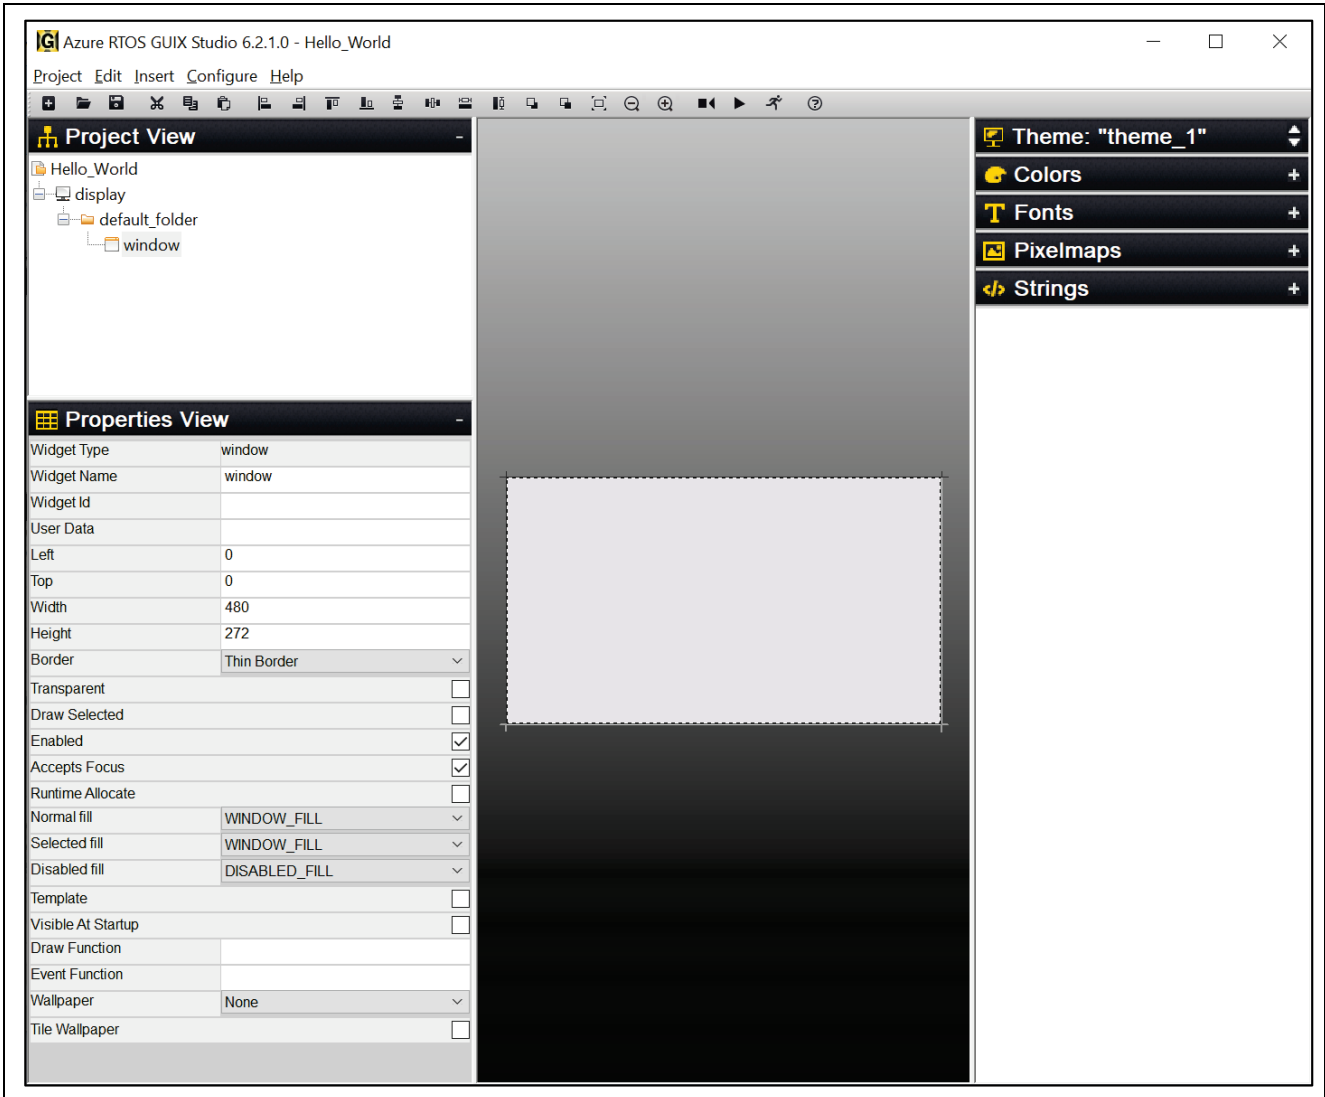 Azure RTOS GUIX Studio 6.2.1.0 - Hello_World
Project Edit Insert Configure Help
Project View -
Hello_World
display
default_folder
window
Properties View -
Widget Type window
Widget Name window
Widget Id
User Data
Left 0
Top 0
Width 480
Height 272
Border Thin Border
Transparent
Draw Selected
Enabled
Accepts Focus
Runtime Allocate
Normal fill WINDOW_FILL
Selected fill WINDOW_FILL
Disabled fill DISABLED_FILL
Template
Visible At Startup
Draw Function
Event Function
Wallpaper None
Tile Wallpaper
Theme: "theme_1"
Colors +
Fonts +
Pixelmaps +
Strings +